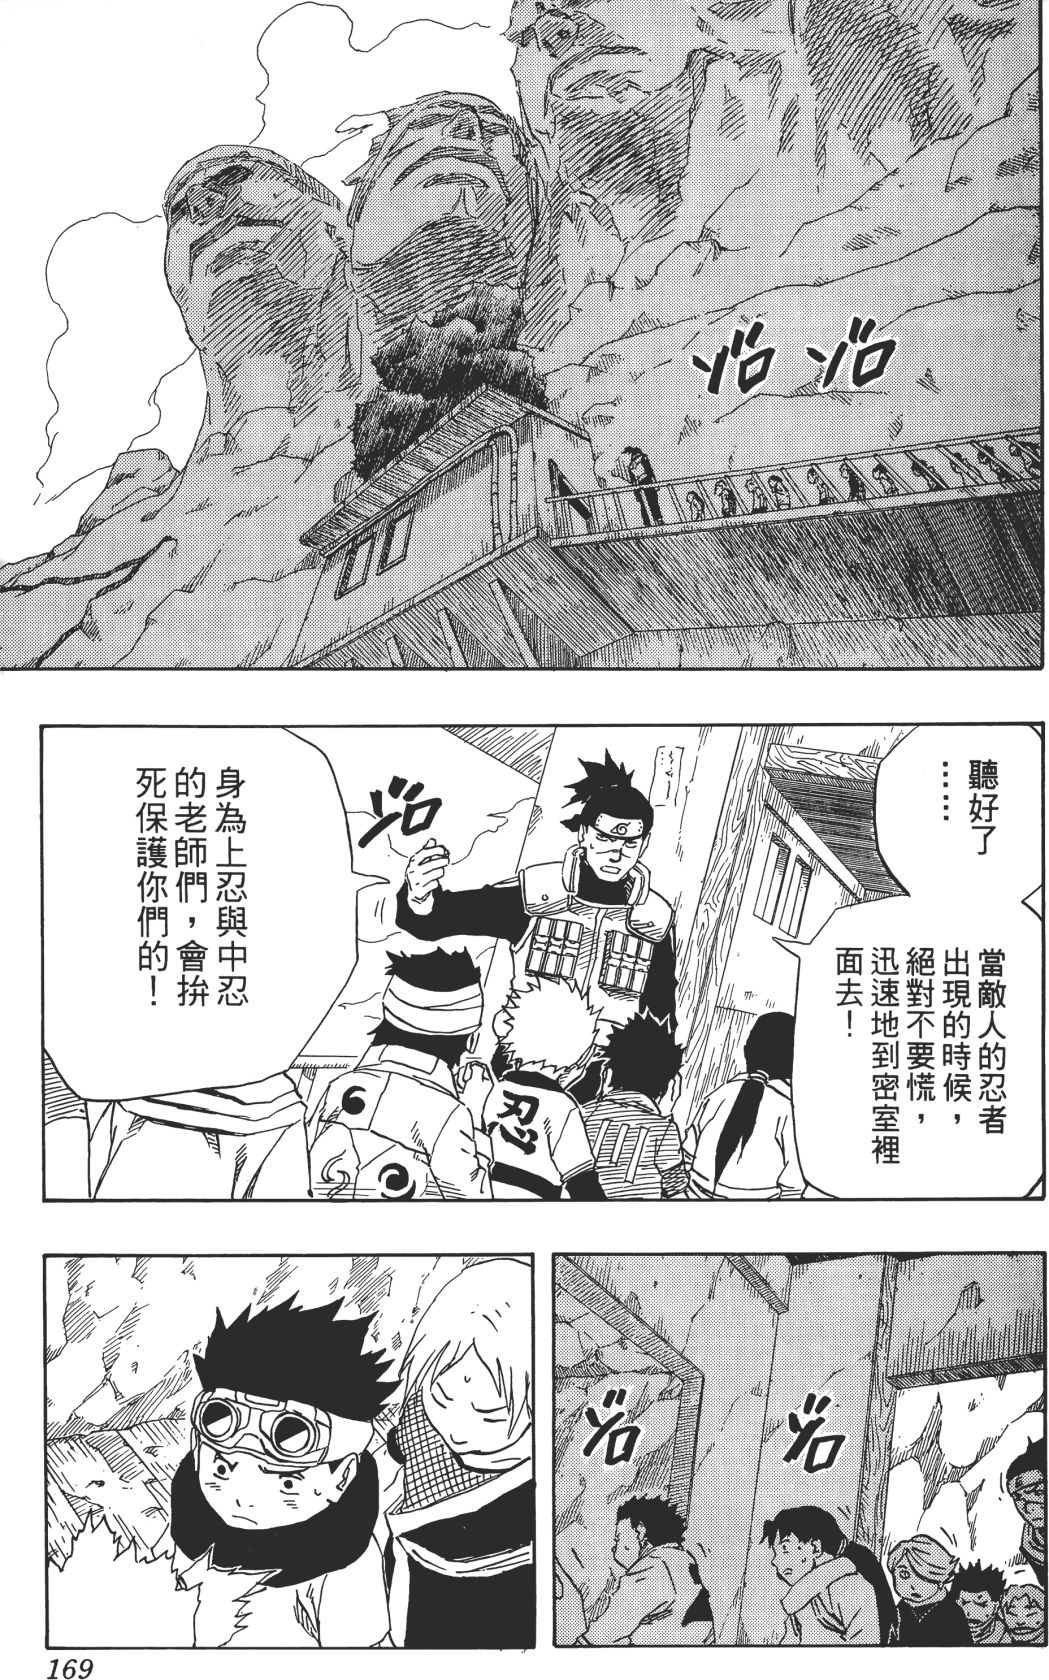 ゾロ
ゾロ
聽好了
……
當敵人的忍者
出現的時候，
絕對不要慌，
迅速地到密室裡
面去！
ゾロ
身為上忍與中忍
的老師們，會拚
死保護你們的！
忍
ゾロ
ゾロ
169